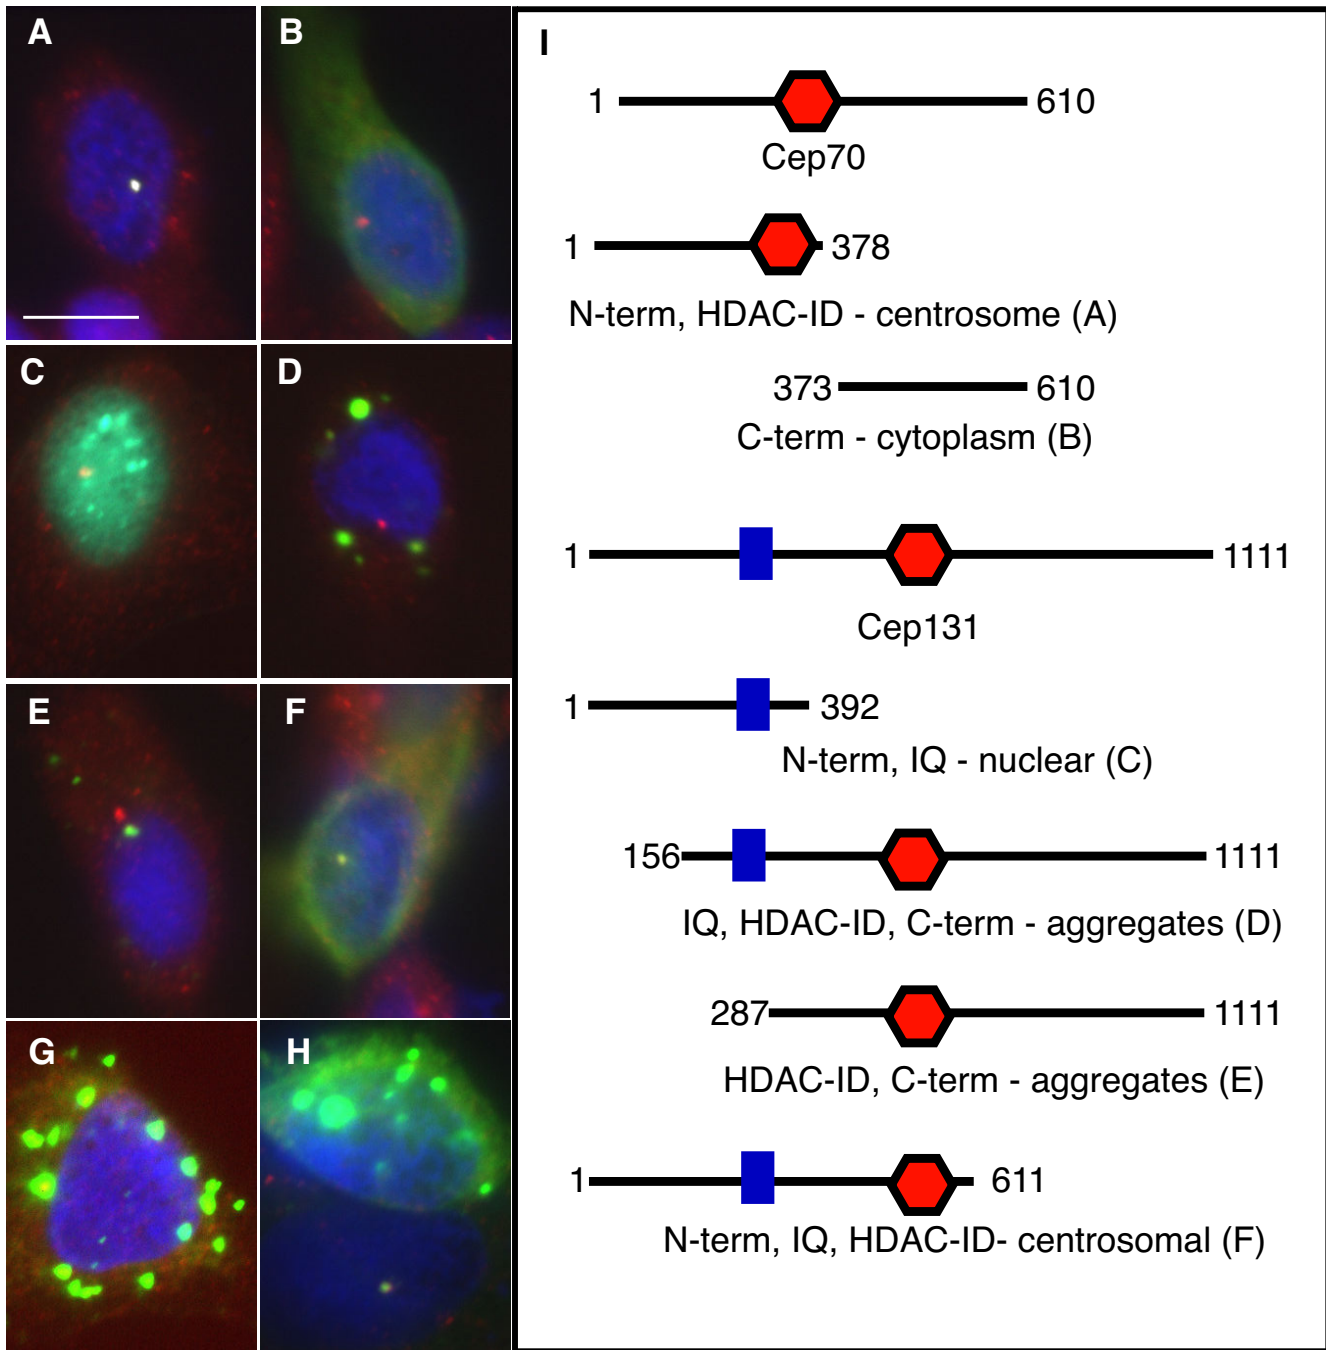 A
B
C
D
E
F
G
H
I
1 610
Cep70
1 378
N-term, HDAC-ID - centrosome (A)
373 610
C-term - cytoplasm (B)
1 1111
Cep131
1 392
N-term, IQ - nuclear (C)
156 1111
IQ, HDAC-ID, C-term - aggregates (D)
287 1111
HDAC-ID, C-term - aggregates (E)
1 611
N-term, IQ, HDAC-ID- centrosomal (F)